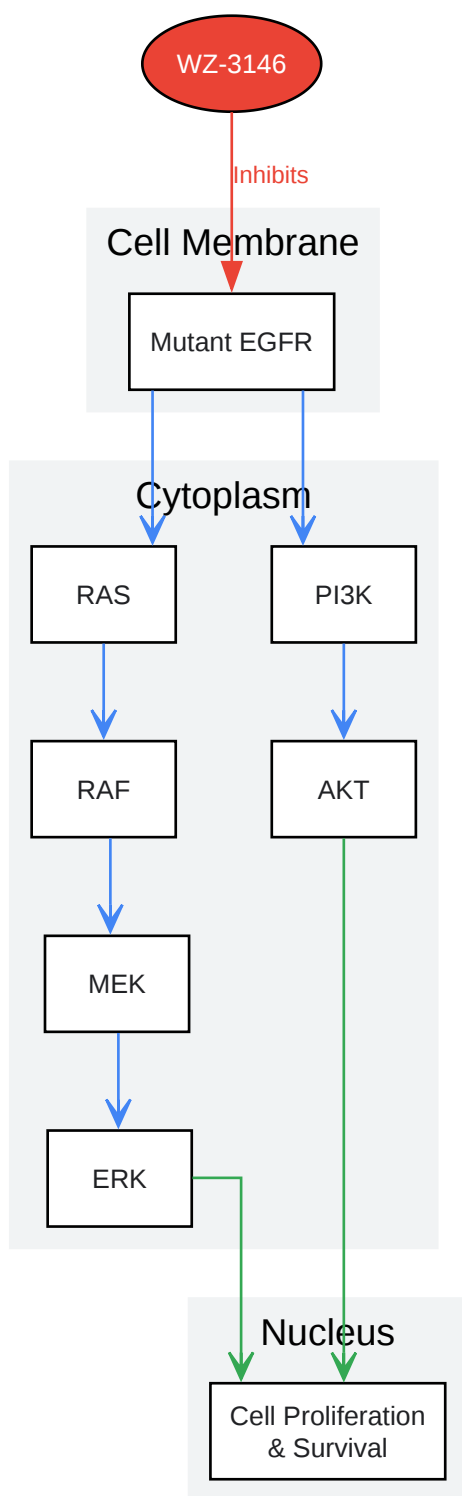 WZ-3146
Inhibits
Cell Membrane
Mutant EGFR
Cytoplasm
RAS
PI3K
RAF
AKT
MEK
ERK
Nucleus
Cell Proliferation
& Survival